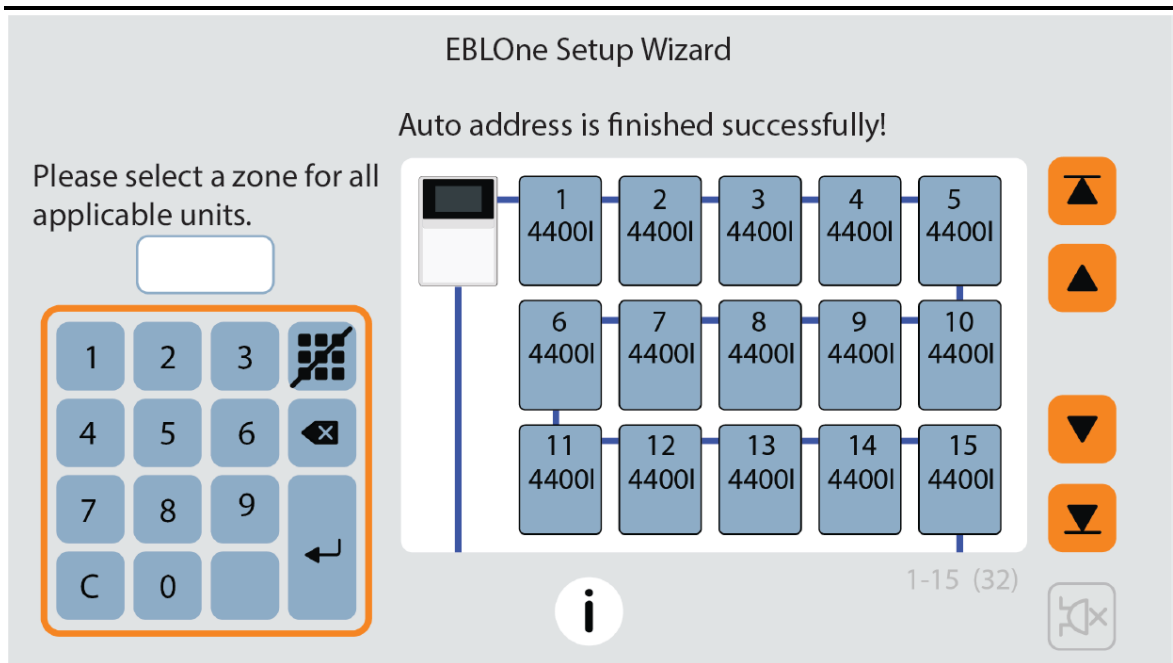 EBLOne Setup Wizard
Auto address is finished successfully!
Please select a zone for all
applicable units.
1 2 3
4 5 6
7 8 9
C 0
1 2 3 4 5
4400I 4400I 4400I 4400I 4400I
6 7 8 9 10
4400I 4400I 4400I 4400I 4400I
11 12 13 14 15
4400I 4400I 4400I 4400I 4400I
i
1-15 (32)